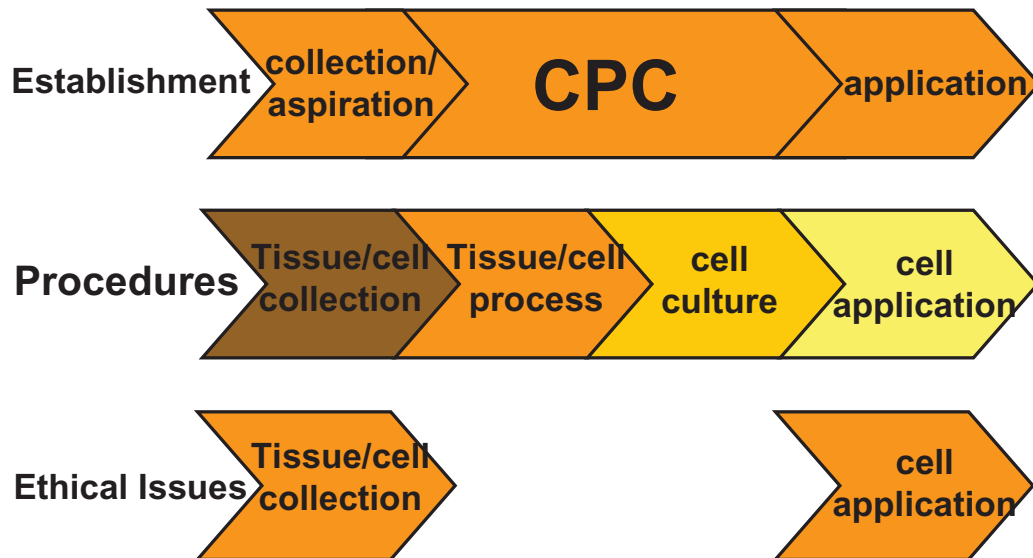 Establishment
collection/
aspiration
CPC
application
Procedures
Tissue/cell
collection
Tissue/cell
process
cell
culture
cell
application
Ethical Issues
Tissue/cell
collection
cell
application